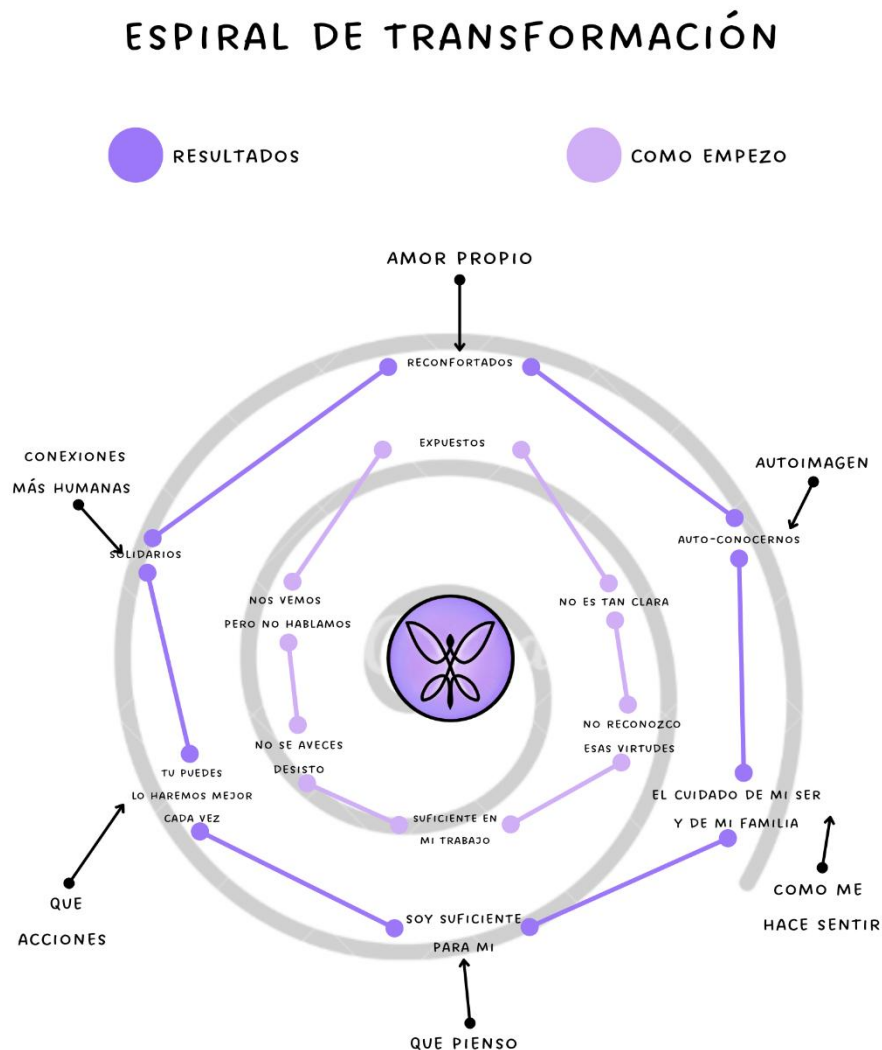 ESPIRAL DE TRANSFORMACIÓN
RESULTADOS
COMO EMPEZO
AMOR PROPIO
RECONFORTADOS
EXPUESTOS
CONEXIONES
MÁS HUMANAS
AUTOIMAGEN
SOLIDARIOS
AUTO-CONOCERNOS
NOS VEMOS
PERO NO HABLAMOS
NO ES TAN CLARA
NO SE AVECES
DESISTO
NO RECONOZCO
ESAS VIRTUDES
TU PUEDES
LO HAREMOS MEJOR
CADA VEZ
SUFICIENTE EN
MI TRABAJO
EL CUIDADO DE MI SER
Y DE MI FAMILIA
QUE
ACCIONES
COMO ME
HACE SENTIR
SOY SUFICIENTE
PARA MI
QUE PIENSO